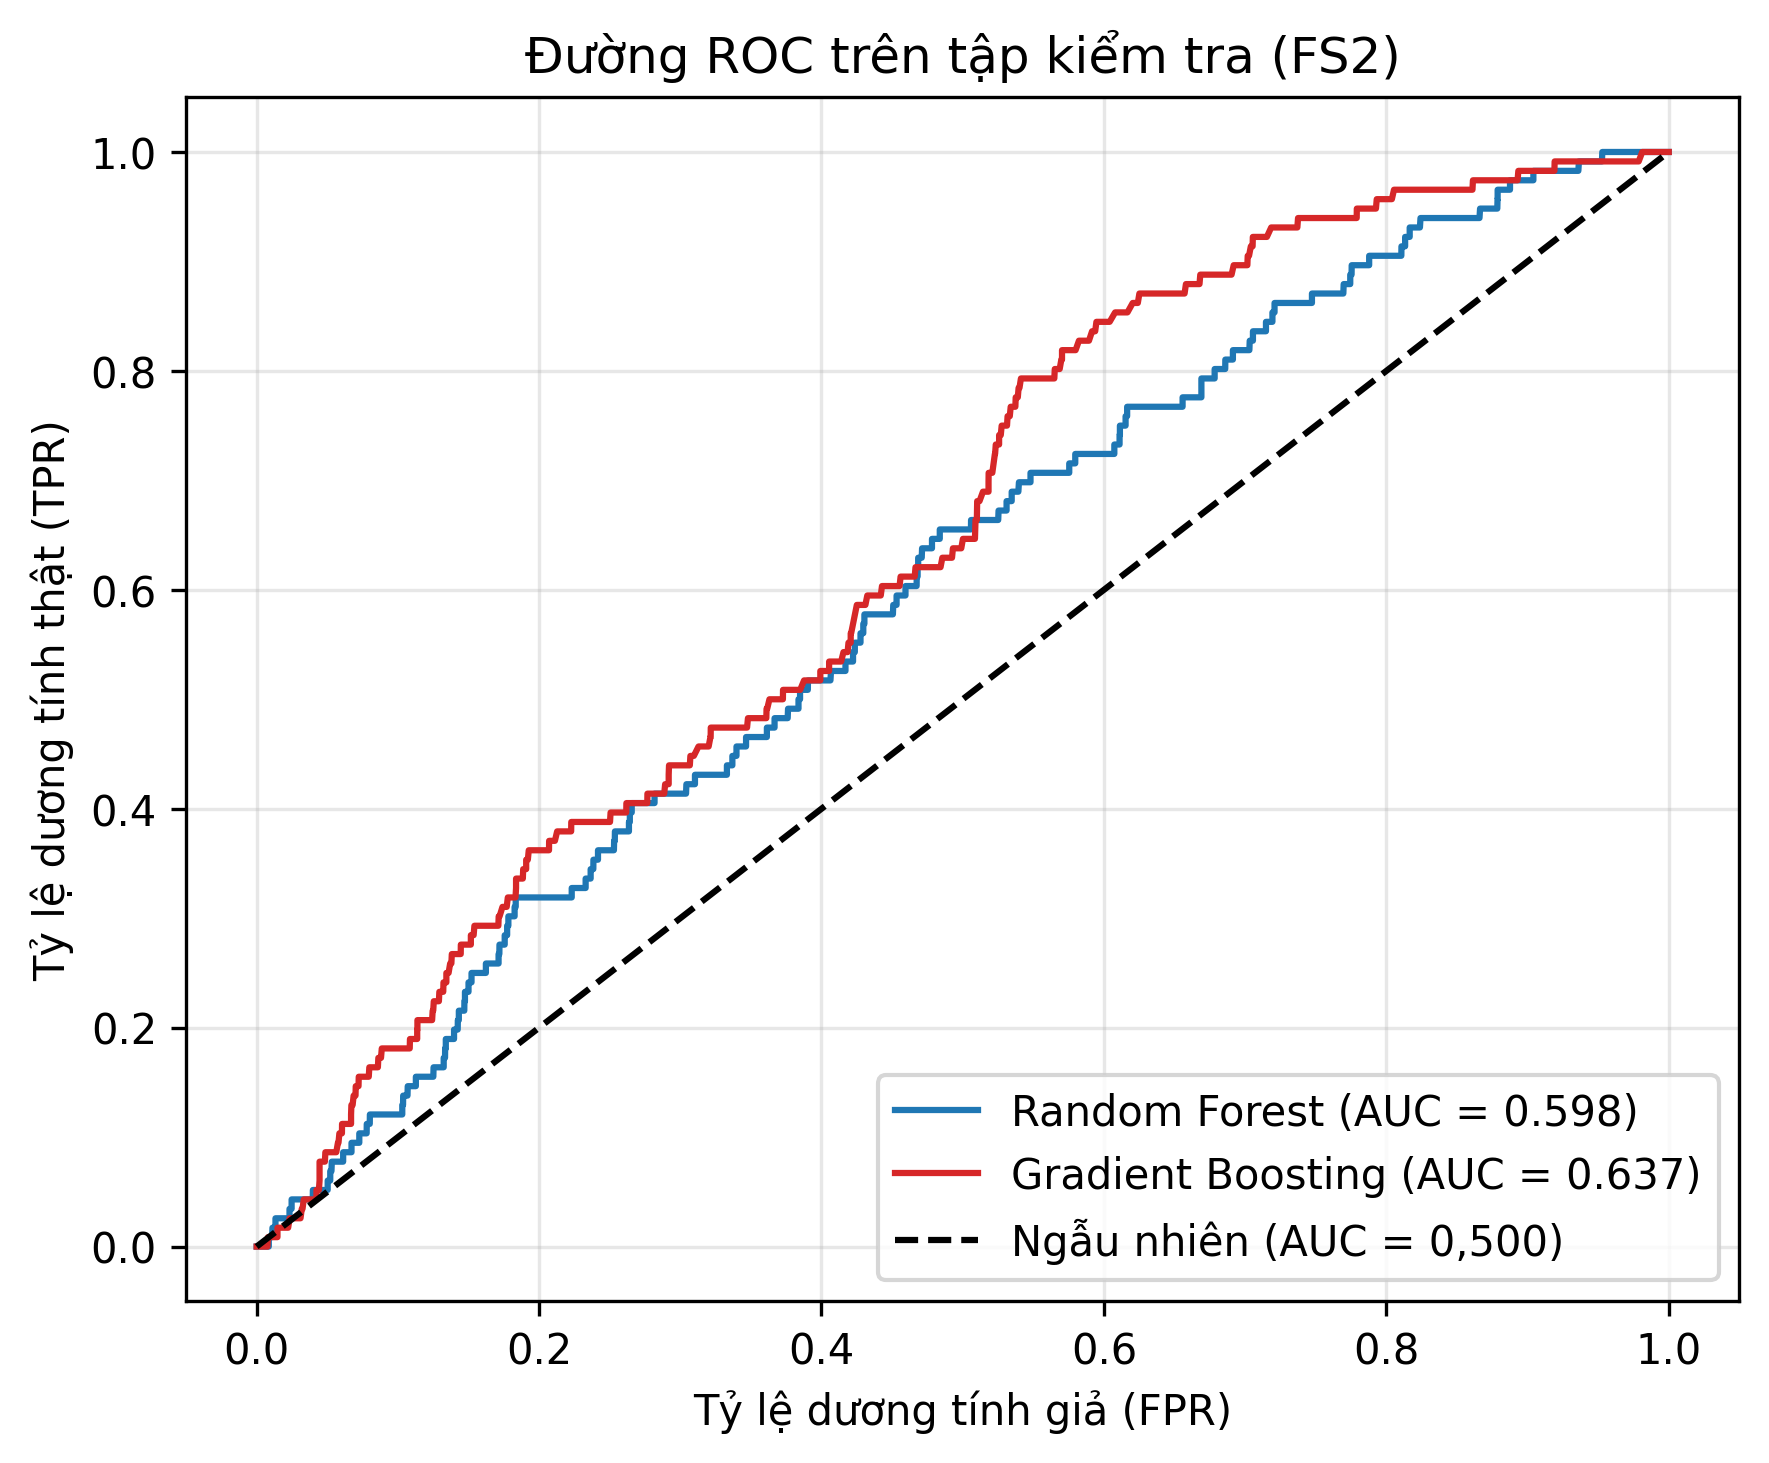 Đường ROC trên tập kiểm tra (FS2)
1.0
0.8
0.6
0.4
0.2
0.0
Tỷ lệ dương tính thật (TPR)
Random Forest (AUC = 0.598)
Gradient Boosting (AUC = 0.637)
Ngẫu nhiên (AUC = 0,500)
0.0 0.2 0.4 0.6 0.8 1.0
Tỷ lệ dương tính giả (FPR)